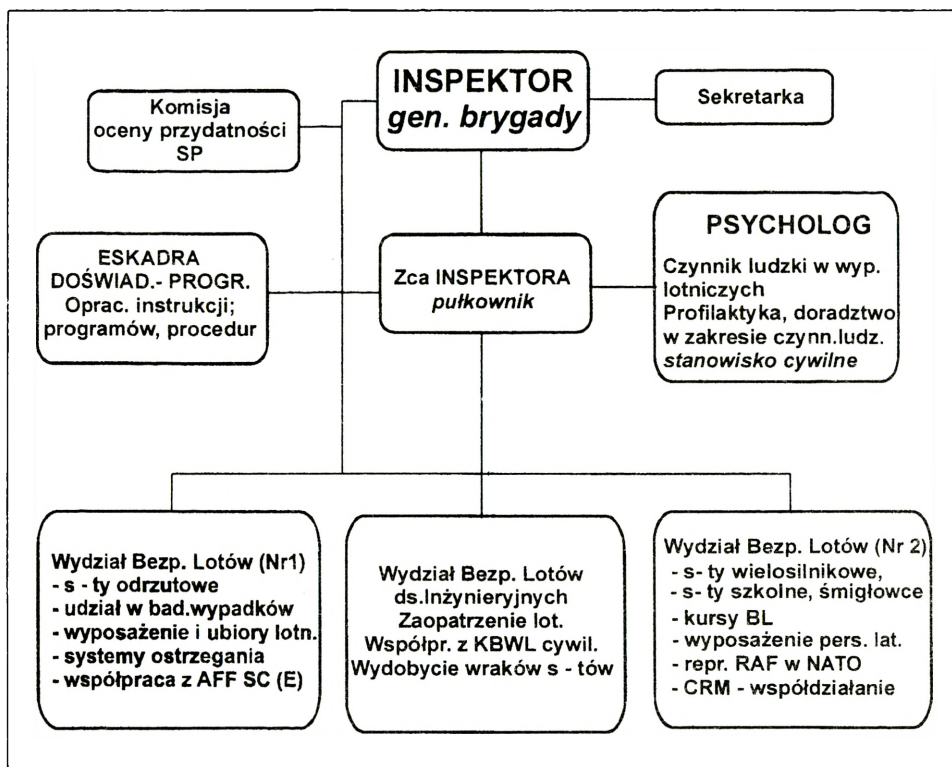 INSPEKTOR
gen. brygady
Komisja
oceny przydatności
SP
Sekretarka
ESKADRA
DOŚWIAD.- PROGR.
Oprac. instrukcji;
programów, procedur
Zca INSPEKTORA
pułkownik
PSYCHOLOG
Czynnik ludzki w wyp.
lotniczych
Profilaktyka, doradztwo
w zakresie czynn.ludz.
stanowisko cywilne
Wydział Bezp. Lotów (Nr1)
- s - ty odrzutowe
- udział w bad.wypadków
- wyposażenie i ubiory lotn.
- systemy ostrzegania
- współpraca z AFF SC (E)
Wydział Bezp. Lotów
ds.Inżynieryjnych
Zaopatrzenie lot.
Współpr. z KBWL cywil.
Wydobycie wraków s - tów
Wydział Bezp. Lotów (Nr 2)
- s- ty wielosilnikowe,
- s- ty szkolne, śmigłowce
- kursy BL
- wyposażenie pers. lat.
- repr. RAF w NATO
- CRM - współdziałanie